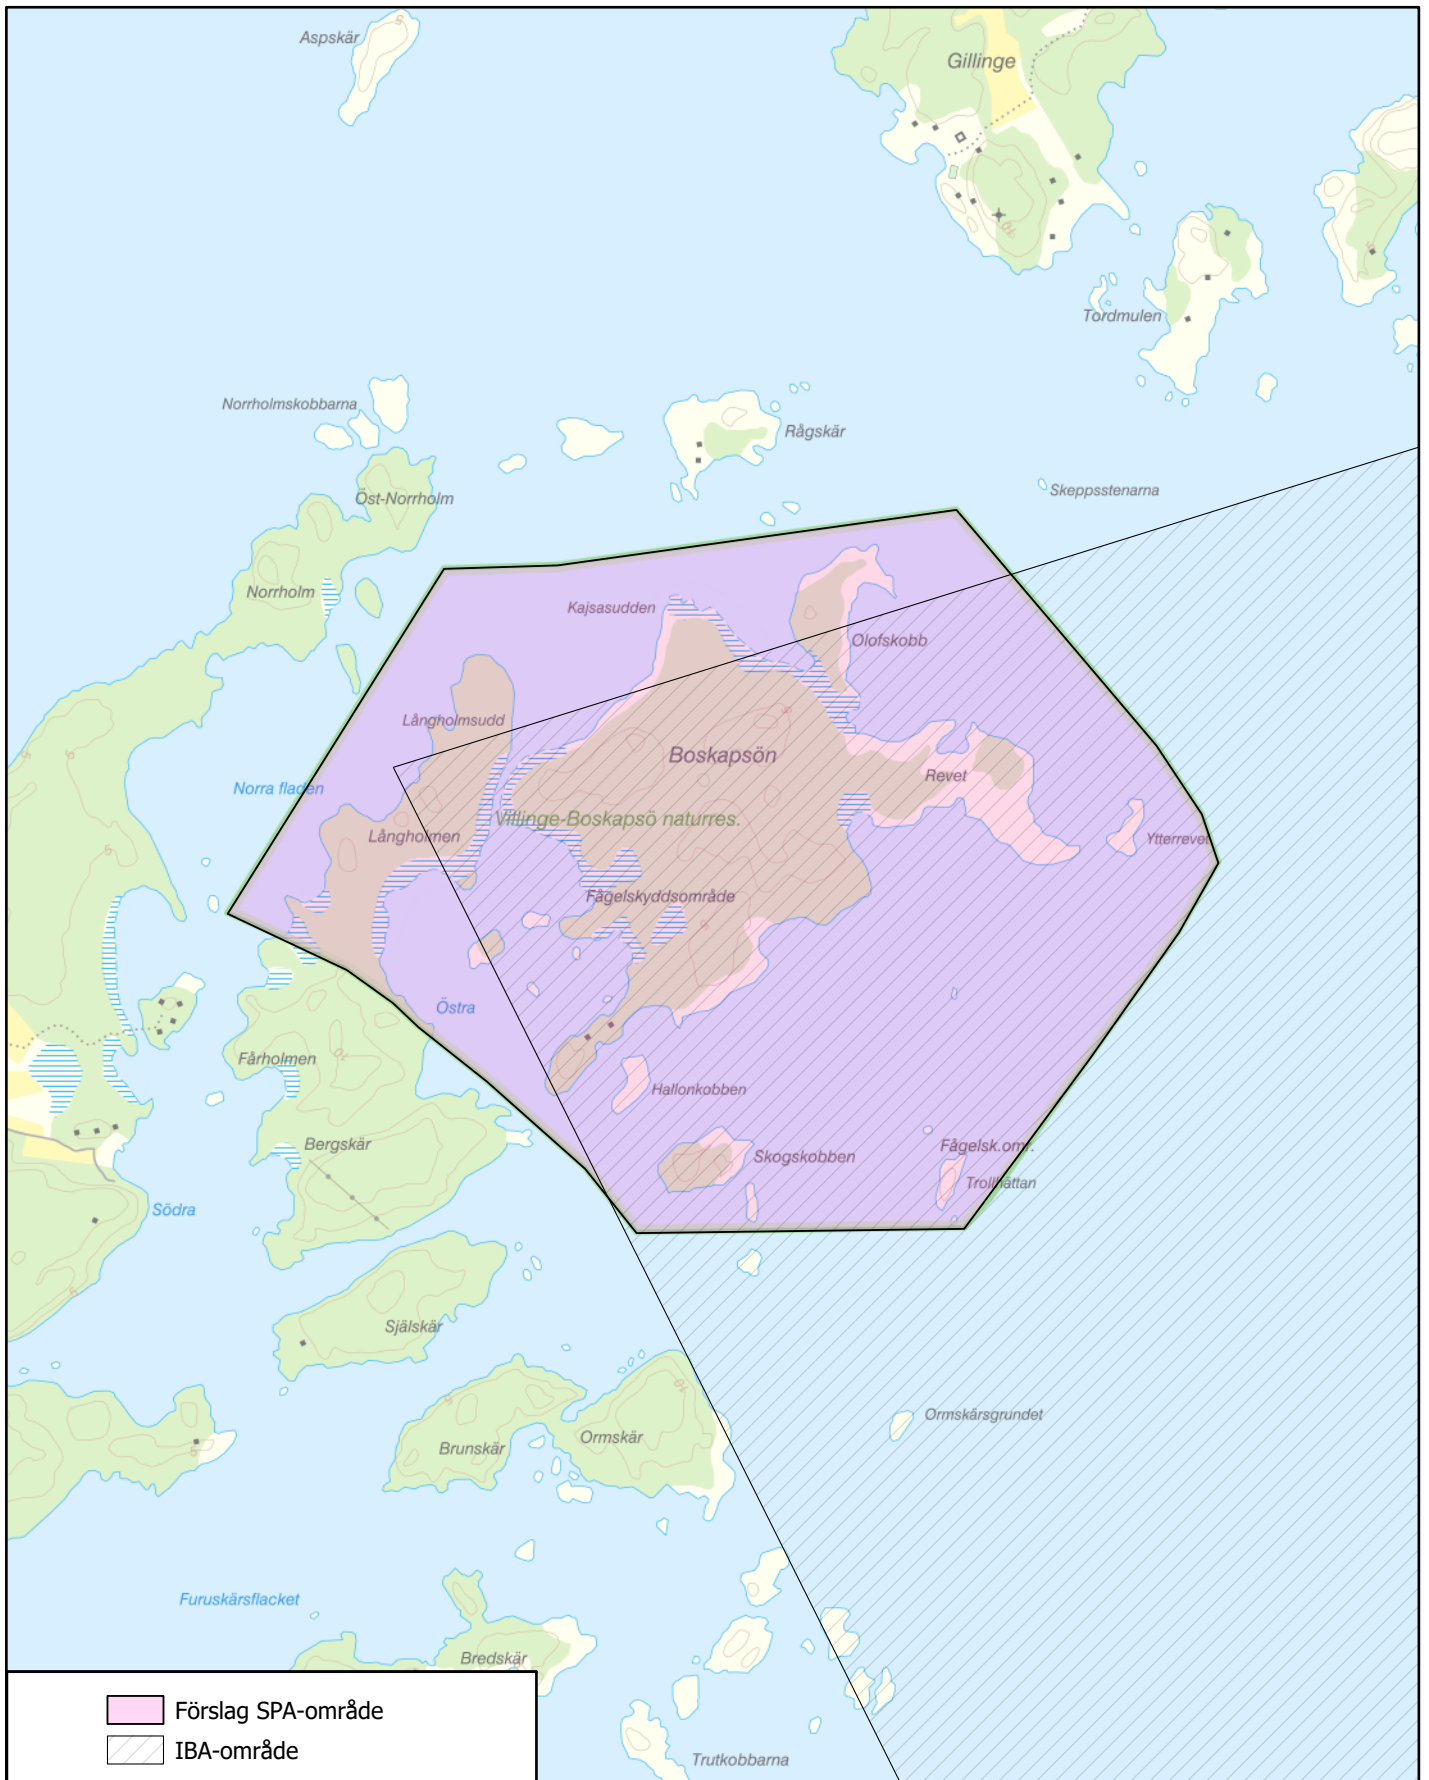 Aspskär
Gillinge
Tordmulen
Norrholmskobbarna
Rågskär
Skeppsstenarna
Öst-Norrholm
Norrholm
Kajsasudden
Olofskobb
Långholmsudd
Boskapsön
Revet
Norra fladen
Villinge-Boskapsö naturres.
Långholmen
Ytterrevet
Fågelskyddsområde
Östra
Fårholmen
Hallonkobben
Bergskär
Fågelsk.omr.
Skogskobben
Trollhättan
Södra
Själskär
Ormskärsgrundet
Ormskär
Brunskär
Furuskärsflacket
Bredskär
Trutkobbarna
Förslag SPA-område
IBA-område